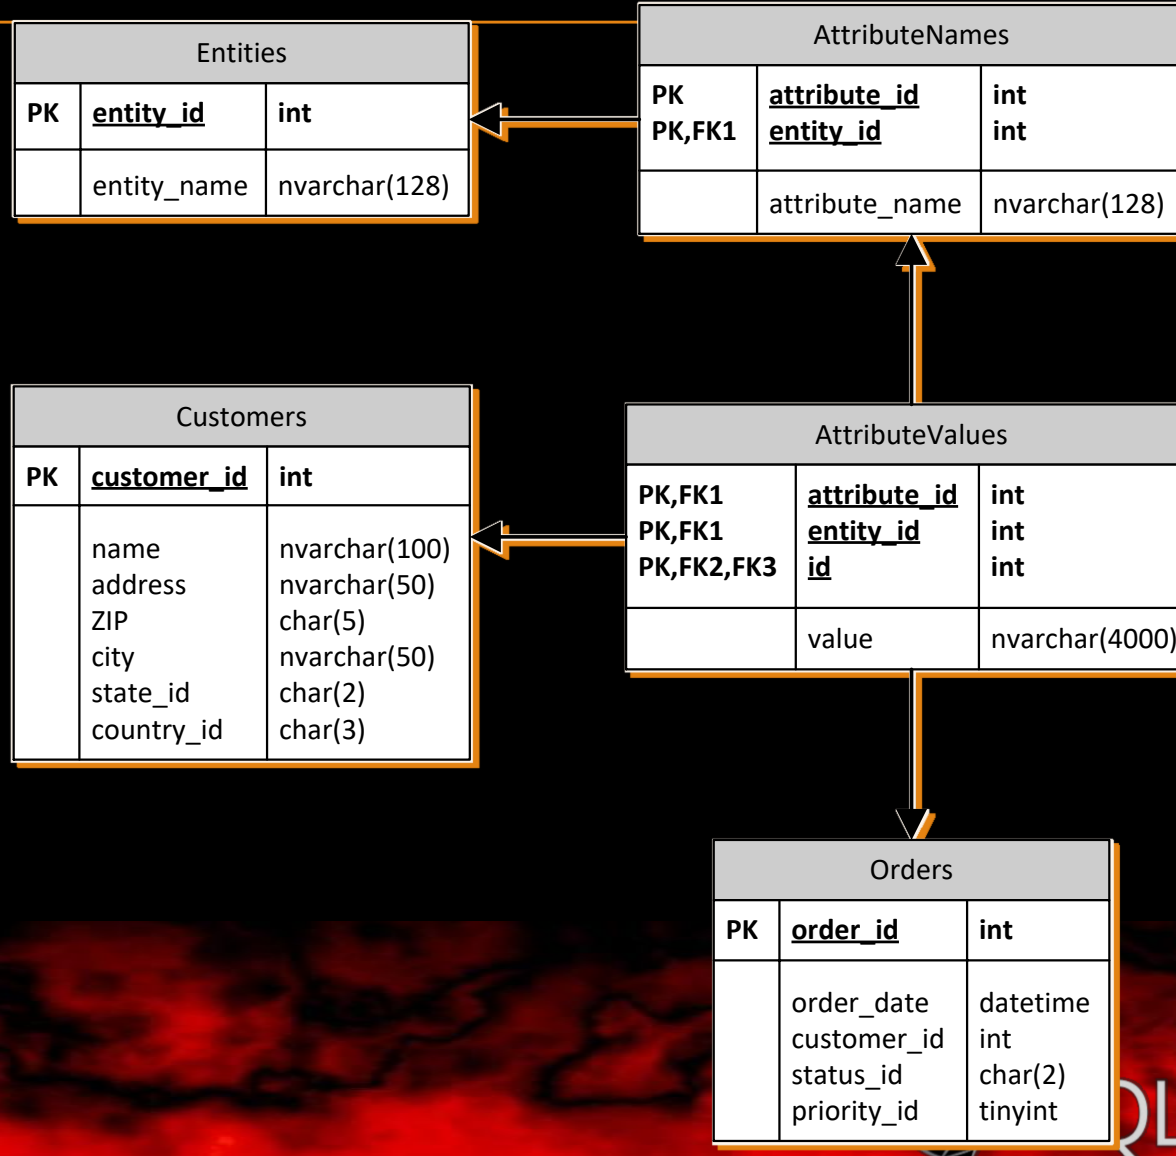 Entities
PK entity_id int
entity_name nvarchar(128)
AttributeNames
PK attribute_id int
PK,FK1 entity_id int
attribute_name nvarchar(128)
Customers
PK customer_id int
name nvarchar(100)
address nvarchar(50)
ZIP char(5)
city nvarchar(50)
state_id char(2)
country_id char(3)
AttributeValues
PK,FK1 attribute_id int
PK,FK1 entity_id int
PK,FK2,FK3 id int
value nvarchar(4000)
Orders
PK order_id int
order_date datetime
customer_id int
status_id char(2)
priority_id tinyint